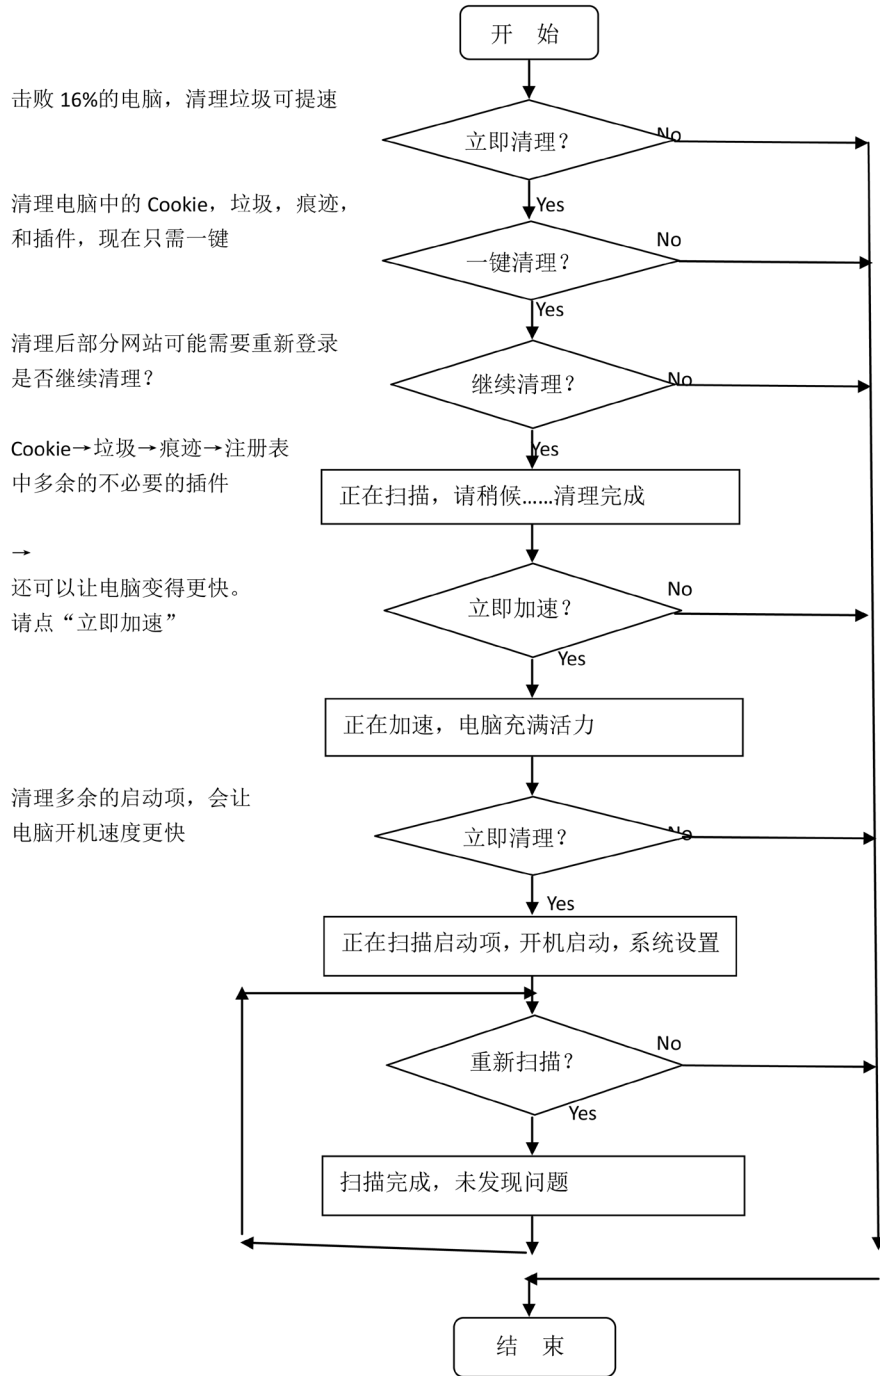 开 始
击败 16%的电脑，清理垃圾可提速
立即清理？
No
Yes
清理电脑中的 Cookie，垃圾，痕迹，
和插件，现在只需一键
一键清理？
No
Yes
清理后部分网站可能需要重新登录
是否继续清理？
继续清理？
No
Yes
Cookie→垃圾→痕迹→注册表
中多余的不必要的插件
正在扫描，请稍候……清理完成
→
还可以让电脑变得更快。
请点“立即加速”
立即加速？
No
Yes
正在加速，电脑充满活力
清理多余的启动项，会让
电脑开机速度更快
立即清理？
No
Yes
正在扫描启动项，开机启动，系统设置
重新扫描？
No
Yes
扫描完成，未发现问题
结 束